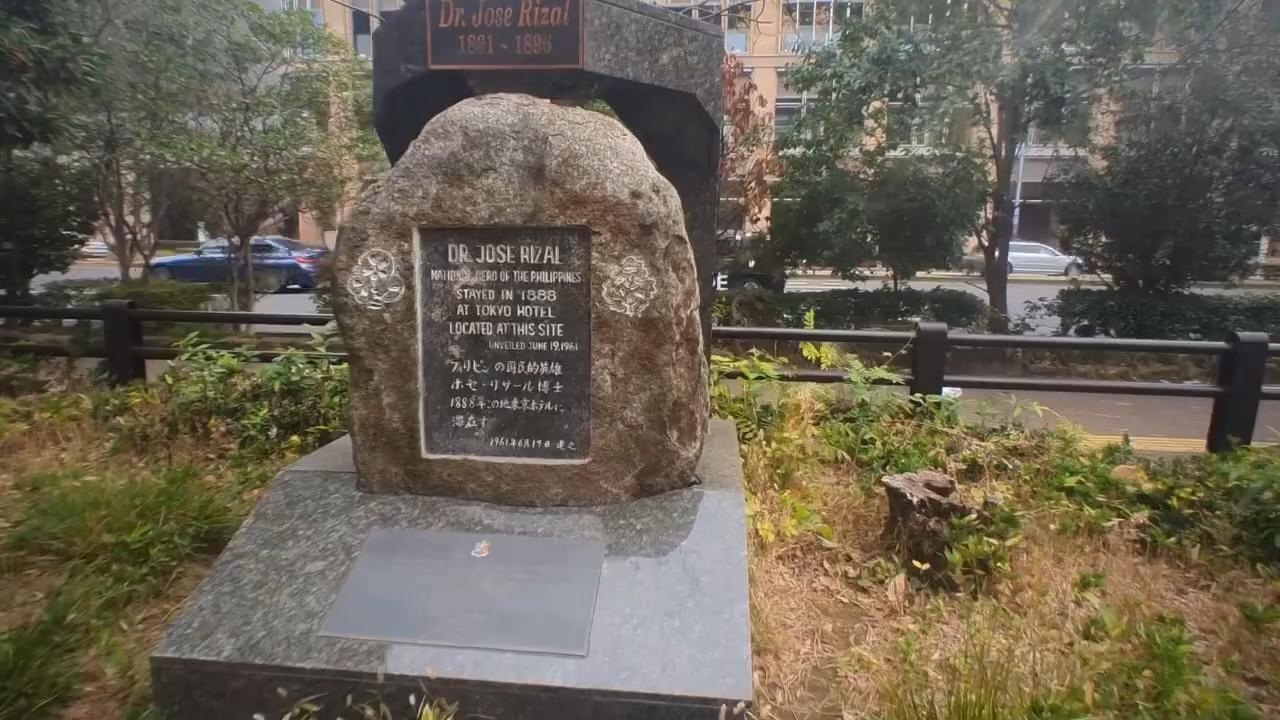 Dr. Jose Rizal
1861 ~ 1896
DR. JOSE RIZAL
NATIONAL HERO OF THE PHILIPPINES
STAYED IN 1888
AT TOKYO HOTEL
LOCATED AT THIS SITE
UNVEILED JUNE 19, 1961
フィリピンの国民的英雄
ホセ・リサール博士
1888年この地東京ホテルに
滞在す
1961年6月19日 建之